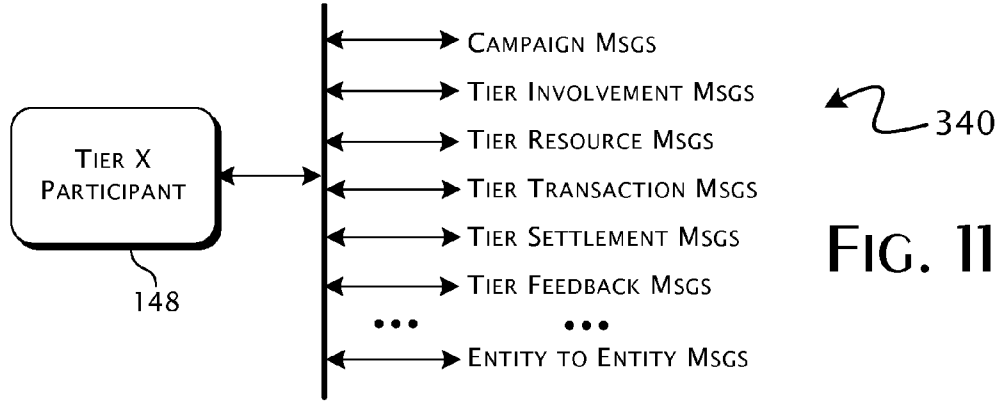 CAMPAIGN MSGS
TIER INVOLVEMENT MSGS
TIER RESOURCE MSGS
TIER TRANSACTION MSGS
TIER SETTLEMENT MSGS
TIER FEEDBACK MSGS
••• •••
ENTITY TO ENTITY MSGS
TIER X
PARTICIPANT
148
340
FIG. 11